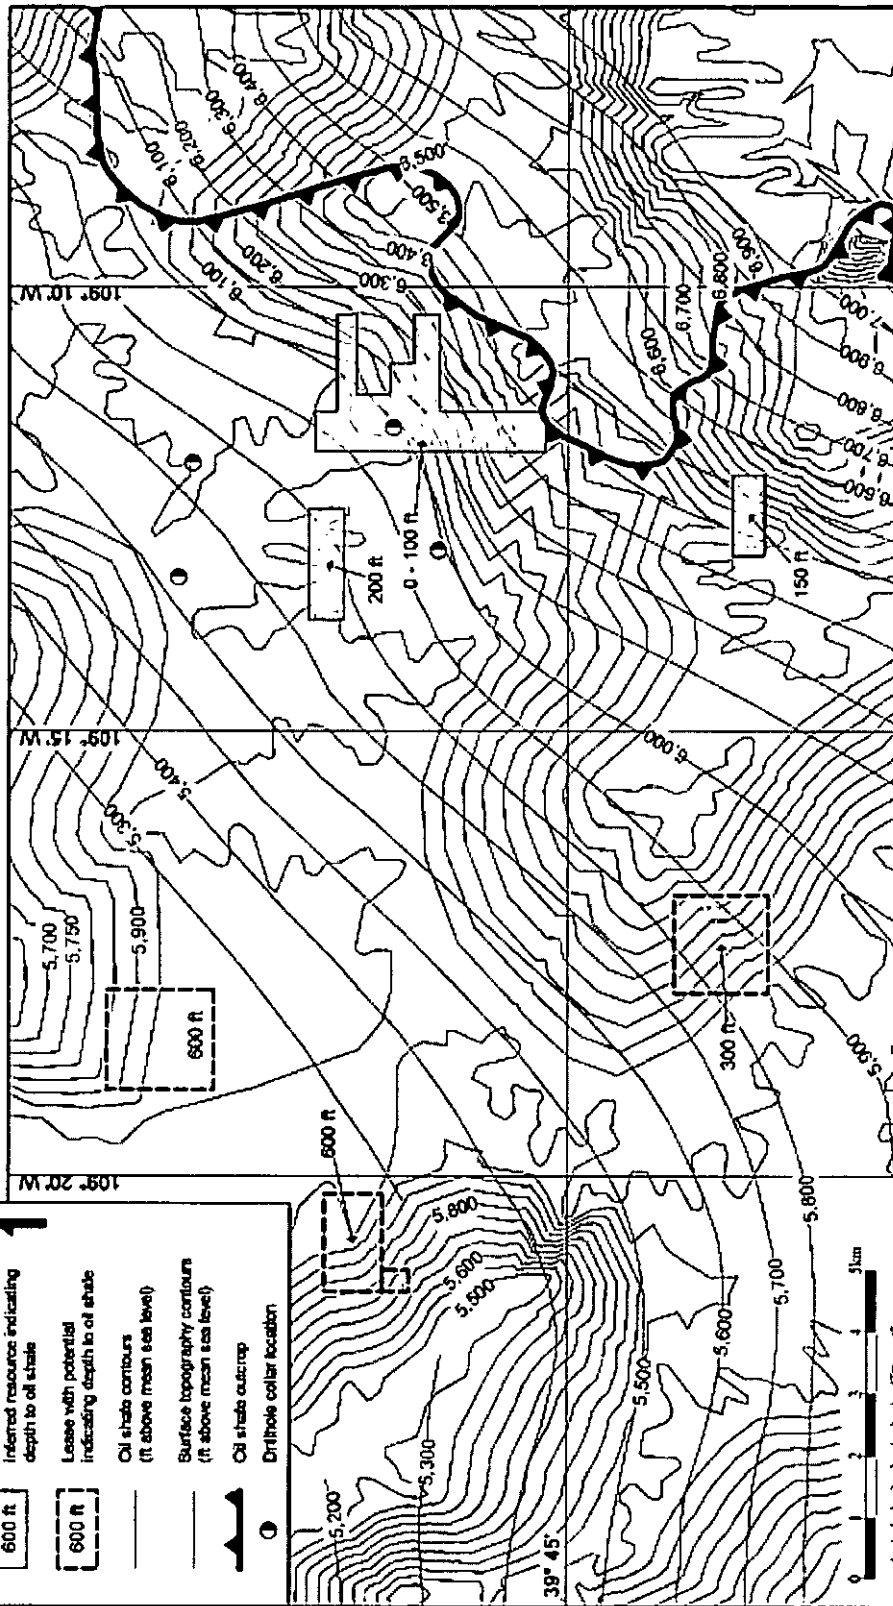 600 ft
Inferred resource indicating
depth to oil shale
600 ft
Lease with potential
indicating depth to oil shale
Oil shale contours
(ft above mean sea level)
Surface topography contours
(ft above mean sea level)
Oil shale outcrop
Drillhole collar location
109° 20' W
109° 15' W
109° 10' W
39° 45'
5,700
5,750
5,900
600 ft
5,300
5,400
600 ft
5,800
5,600
5,500
5,200
5,300
5,500
5,600
5,700
5,800
5,900
300 ft
6,000
200 ft
0 - 100 ft
150 ft
6,100
6,200
6,300
6,400
6,100
6,200
6,300
6,500
6,600
6,700
6,800
6,900
7,000
6,900
6,800
6,700
6,600
0
1
2
3
4
5km